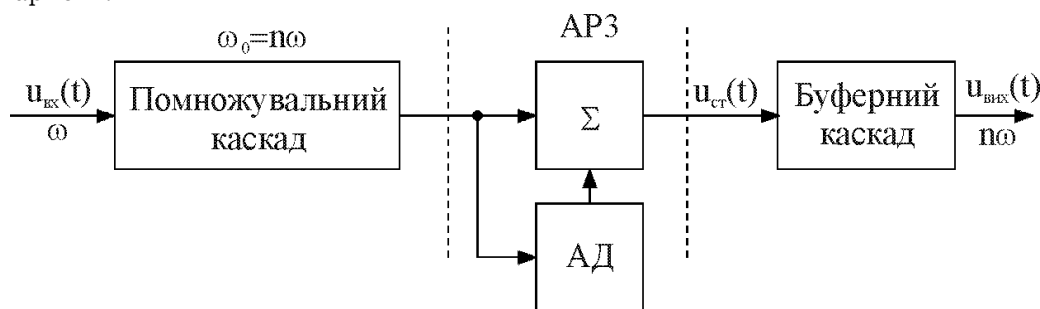 ω₀=nω
АРЗ
uвх(t)
ω
Помножувальний
каскад
Σ
uст(t)
Буферний
каскад
uвих(t)
nω
АД